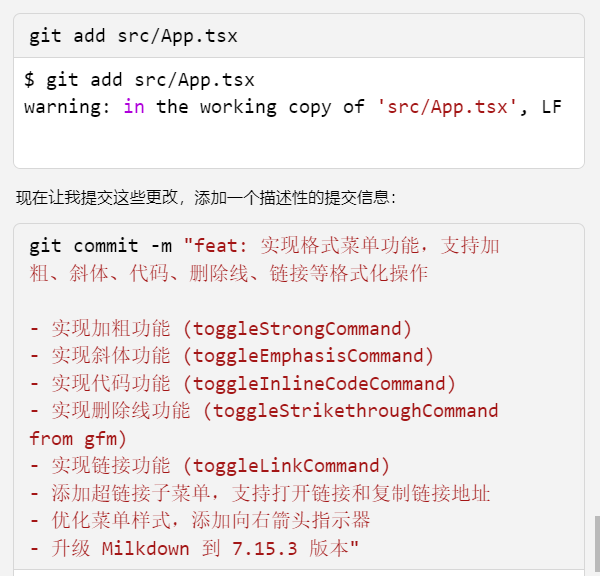 git add src/App.tsx
$ git add src/App.tsx
warning: in the working copy of 'src/App.tsx', LF
现在让我提交这些更改，添加一个描述性的提交信息：
git commit -m "feat: 实现格式菜单功能，支持加
粗、斜体、代码、删除线、链接等格式化操作
- 实现加粗功能 (toggleStrongCommand)
- 实现斜体功能 (toggleEmphasisCommand)
- 实现代码功能 (toggleInlineCodeCommand)
- 实现删除线功能 (toggleStrikethroughCommand
from gfm)
- 实现链接功能 (toggleLinkCommand)
- 添加超链接子菜单，支持打开链接和复制链接地址
- 优化菜单样式，添加向右箭头指示器
- 升级 Milkdown 到 7.15.3 版本"